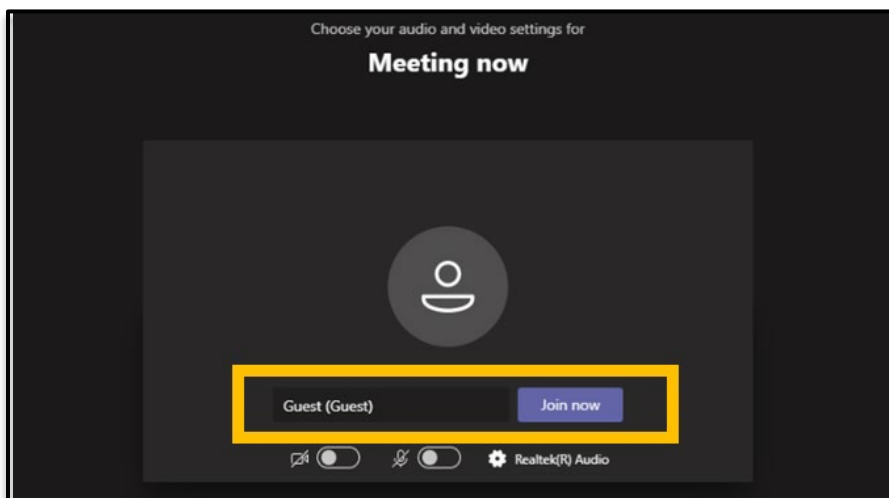 Choose your audio and video settings for
Meeting now
Guest (Guest) Join now
Realtek(R) Audio